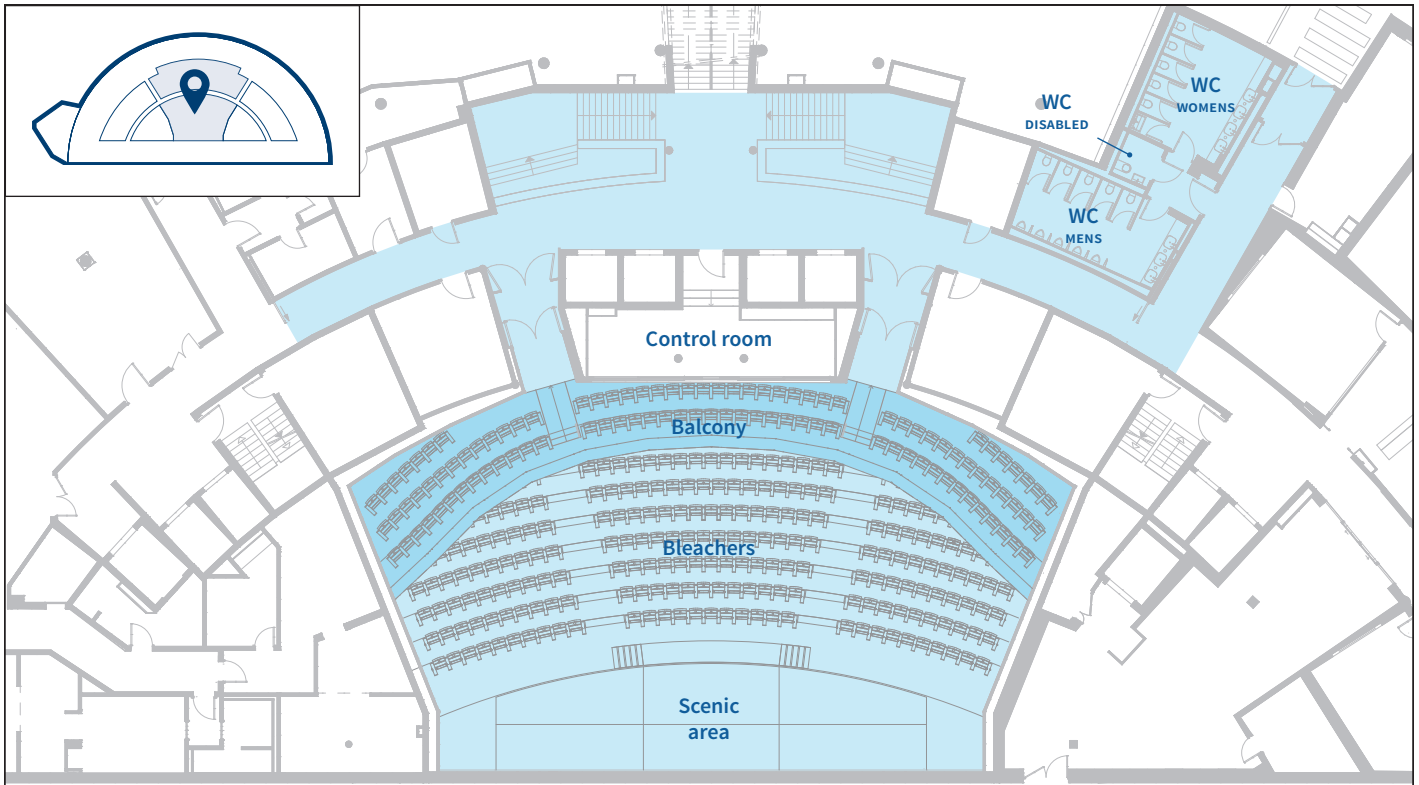 WC
WOMENS
WC
DISABLED
WC
MENS
Control room
Balcony
Bleachers
Scenic
area